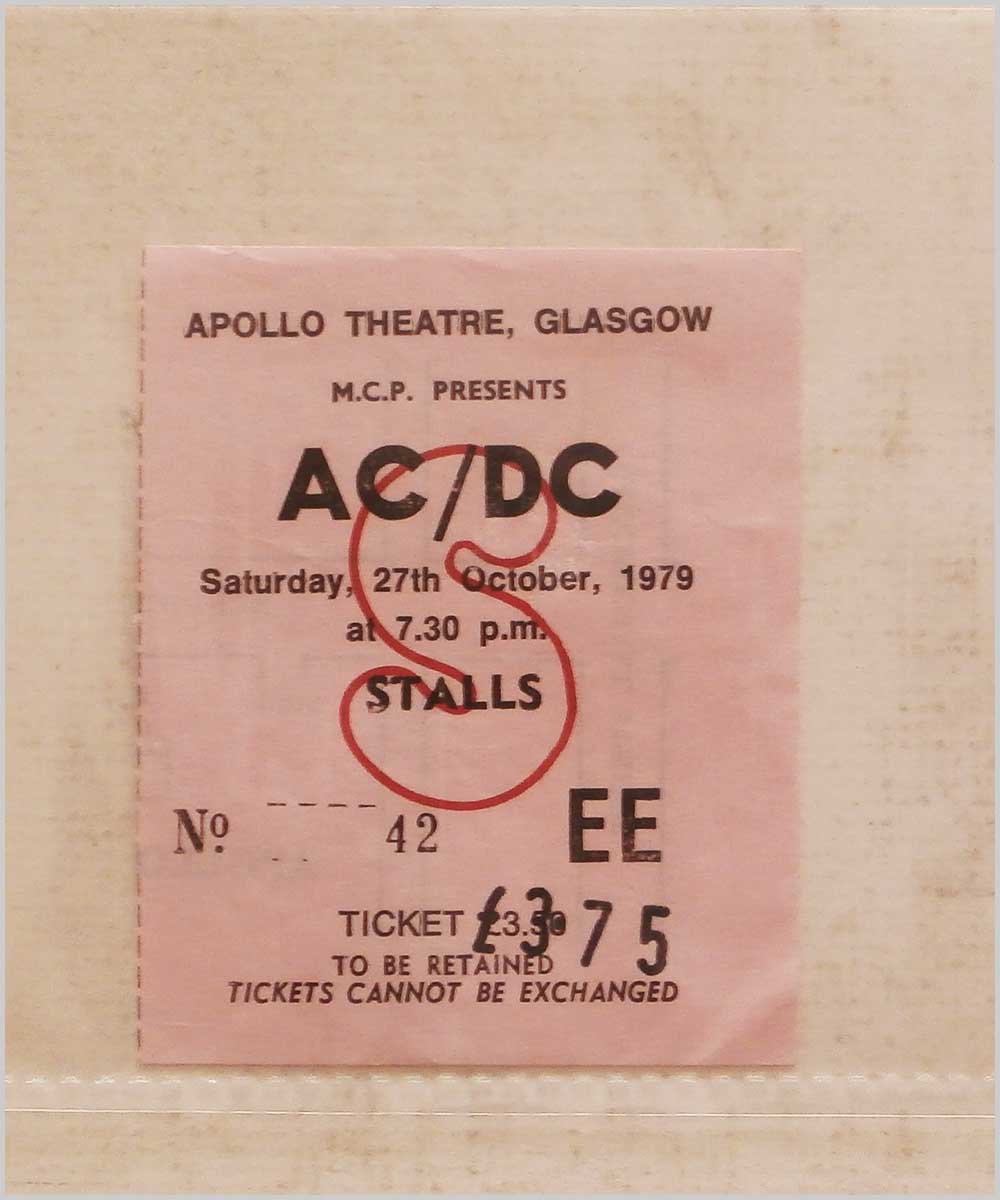 APOLLO THEATRE, GLASGOW
M.C.P. PRESENTS
AC/DC
S
Saturday, 27th October, 1979
at 7.30 p.m.
STALLS
Nº 42 EE
TICKET £3.50 £3 75
TO BE RETAINED
TICKETS CANNOT BE EXCHANGED